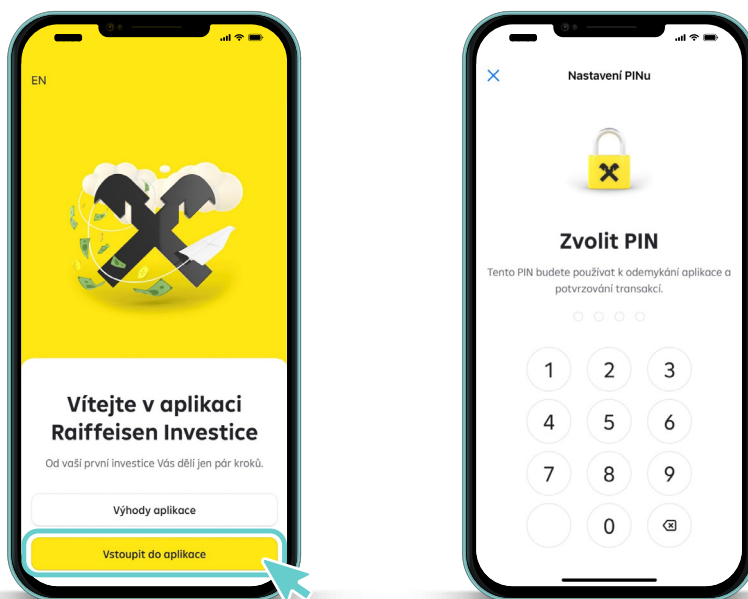 EN
Vítejte v aplikaci
Raiffeisen Investice
Od vaší první investice Vás dělí jen pár kroků.
Výhody aplikace
Vstoupit do aplikace
Nastavení PINu
Zvolit PIN
Tento PIN budete používat k odemykání aplikace a
potvrzování transakcí.
1 2 3
4 5 6
7 8 9
0